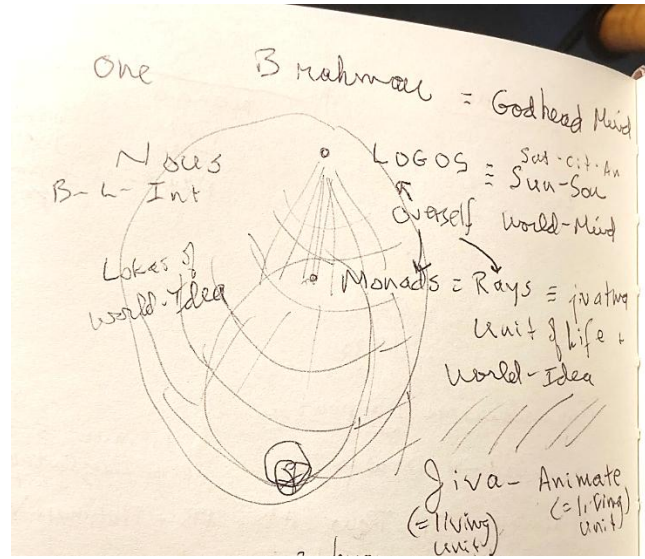 One Brahman = Godhead Mind
Nous LOGOS ≡ Sat-Cit-An
B-L-Int Sun-Sou
Overself World-Mind
Lokas of
World-Idea
Monads = Rays ≡ jivatma
Unit of Life +
World-Idea
Jiva - Animate
(=living unit) (=living unit)